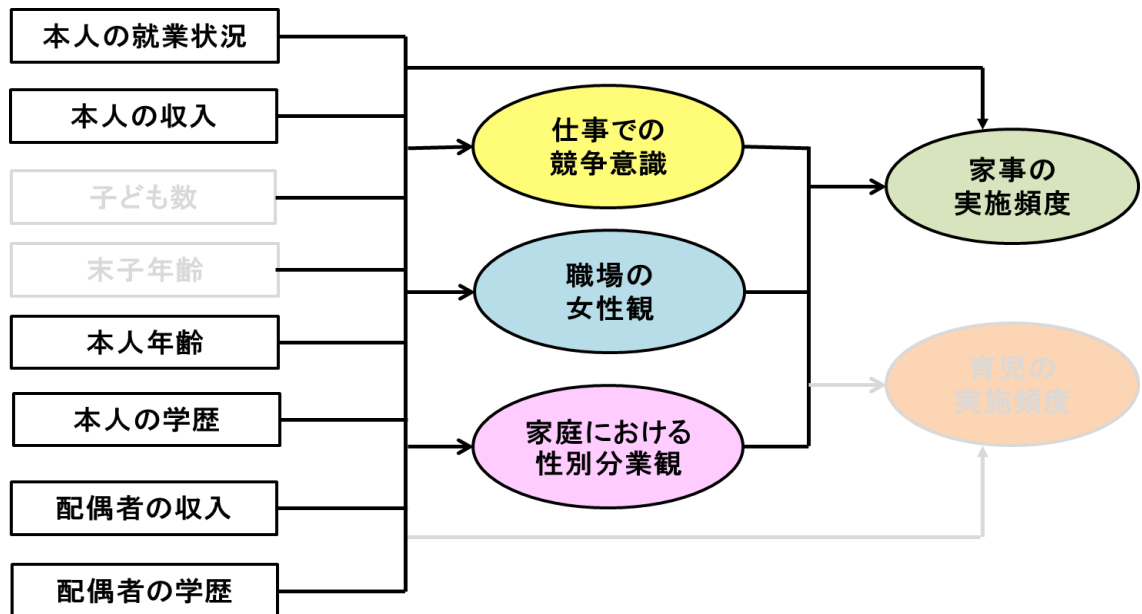 本人の就業状況
本人の収入
子ども数
末子年齢
本人年齢
本人の学歴
配偶者の収入
配偶者の学歴
仕事での
競争意識
職場の
女性観
家庭における
性別分業観
家事の
実施頻度
育児の
実施頻度